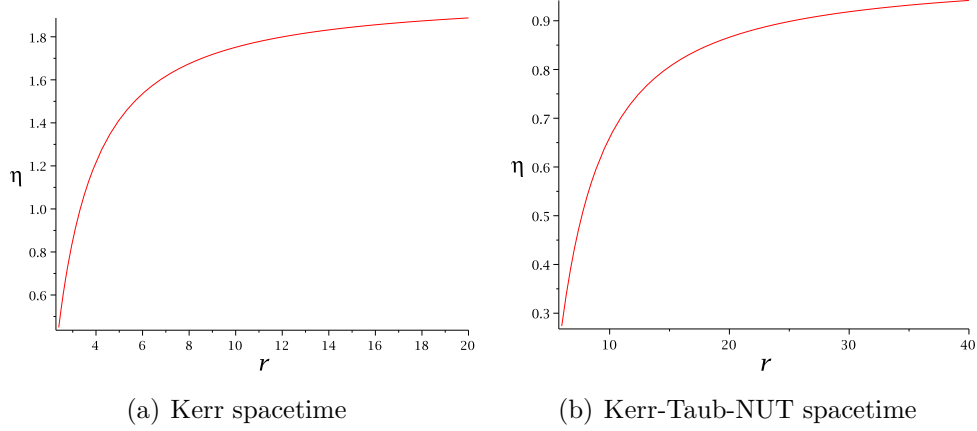 1.8
1.6
1.4
1.2
η
1.0
0.8
0.6
4 6 8 10 12 14 16 18 20
r
(a) Kerr spacetime
0.9
0.8
0.7
0.6
η
0.5
0.4
0.3
10 20 30 40
r
(b) Kerr-Taub-NUT spacetime